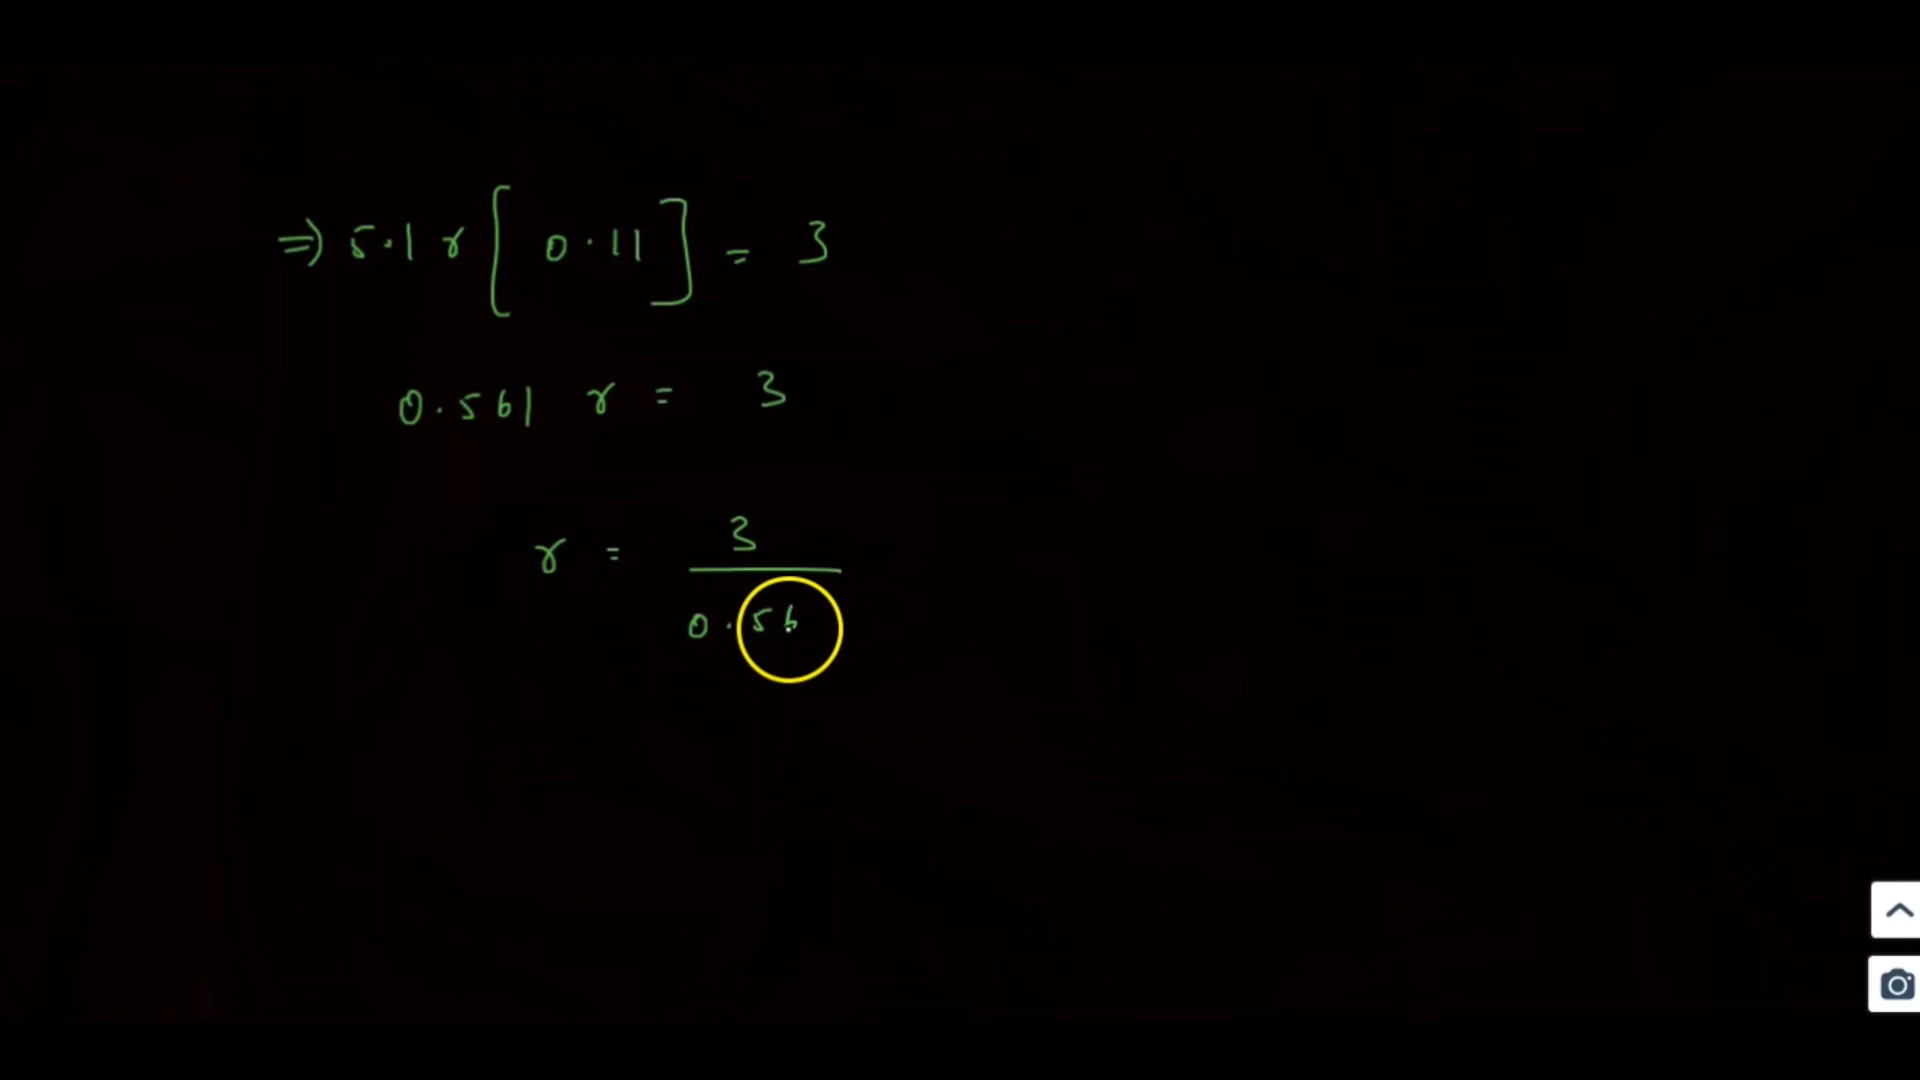 ⇒ 5.1 r [ 0.11 ] = 3
0.561 r = 3
r = 3
0.56